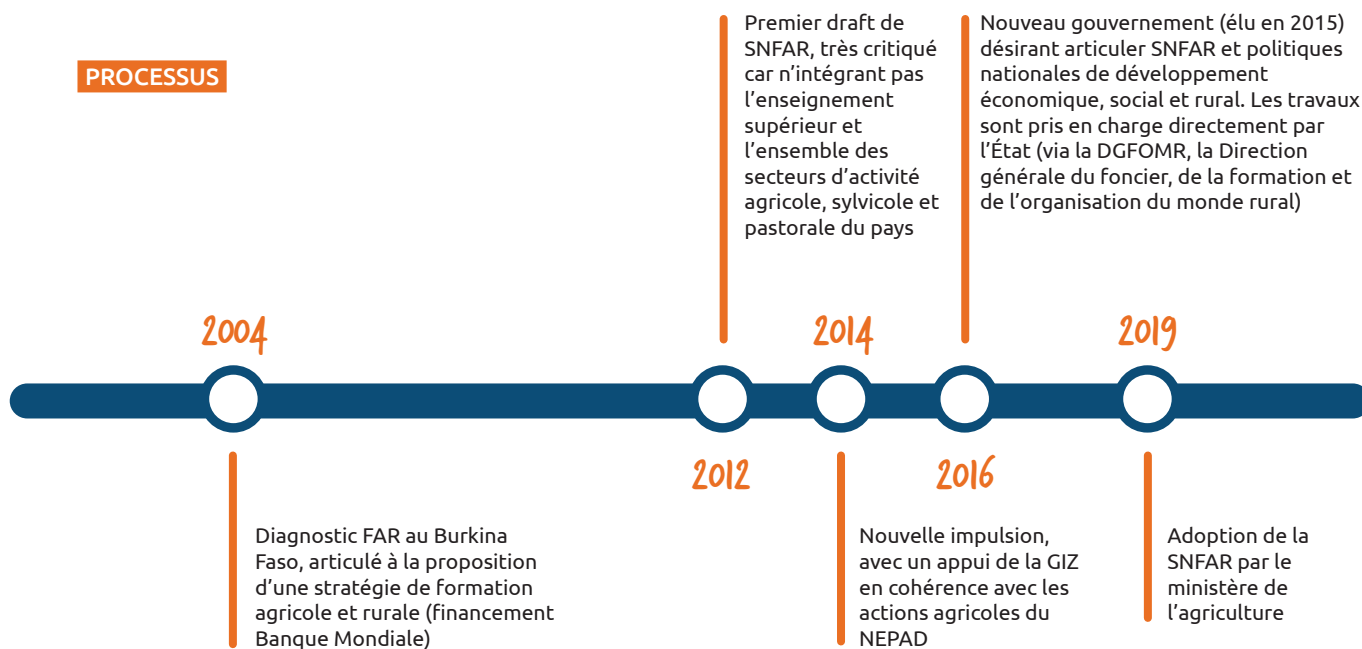 PROCESSUS
2004
Diagnostic FAR au Burkina
Faso, articulé à la proposition
d’une stratégie de formation
agricole et rurale (financement
Banque Mondiale)
Premier draft de
SNFAR, très critiqué
car n’intégrant pas
l’enseignement
supérieur et
l’ensemble des
secteurs d’activité
agricole, sylvicole et
pastorale du pays
2012
2014
Nouvelle impulsion,
avec un appui de la GIZ
en cohérence avec les
actions agricoles du
NEPAD
Nouveau gouvernement (élu en 2015)
désirant articuler SNFAR et politiques
nationales de développement
économique, social et rural. Les travaux
sont pris en charge directement par
l’État (via la DGFOMR, la Direction
générale du foncier, de la formation et
de l’organisation du monde rural)
2016
2019
Adoption de la
SNFAR par le
ministère de
l’agriculture